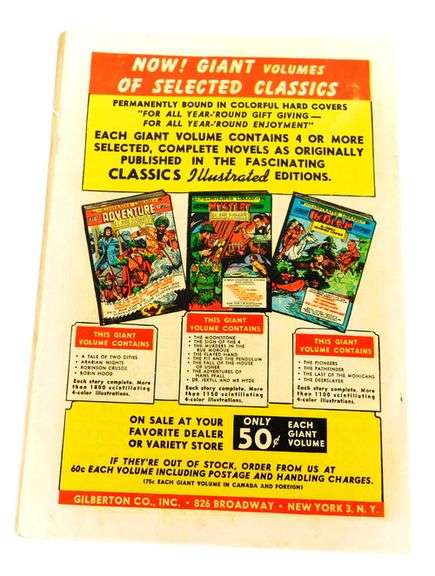 NOW! GIANT VOLUMES
OF SELECTED CLASSICS
PERMANENTLY BOUND IN COLORFUL HARD COVERS
"FOR ALL YEAR-'ROUND GIFT GIVING —
FOR ALL YEAR-'ROUND ENJOYMENT"
EACH GIANT VOLUME CONTAINS 4 OR MORE
SELECTED, COMPLETE NOVELS AS ORIGINALLY
PUBLISHED IN THE FASCINATING
CLASSICS Illustrated EDITIONS.
ADVENTURE
MYSTERY
THIS GIANT
VOLUME CONTAINS
• A TALE OF TWO CITIES
• ARABIAN NIGHTS
• ROBINSON CRUSOE
• ROBIN HOOD
Each story complete. More
than 1800 scintillating
4-color illustrations.
THIS GIANT
VOLUME CONTAINS
• THE MOONSTONE
• THE SIGN OF THE 4
• THE MURDERS IN THE
RUE MORGUE
• THE FLAYED HAND
• THE PIT AND THE PENDULUM
• THE FALL OF THE HOUSE
OF USHER
• THE ADVENTURES OF
HANS PFALL
• DR. JEKYLL AND MR HYDE
Each story complete. More
than 1150 scintillating
4-color illustrations.
THIS GIANT
VOLUME CONTAINS
• THE PIONEERS
• THE PATHFINDER
• THE LAST OF THE MOHICANS
• THE DEERSLAYER
Each story complete. More
than 1100 scintillating
4-color illustrations.
ON SALE AT YOUR
FAVORITE DEALER
OR VARIETY STORE
ONLY
50¢
EACH
GIANT
VOLUME
IF THEY'RE OUT OF STOCK, ORDER FROM US AT
60c EACH VOLUME INCLUDING POSTAGE AND HANDLING CHARGES.
(75c EACH GIANT VOLUME IN CANADA AND FOREIGN)
GILBERTON CO., INC. • 826 BROADWAY • NEW YORK 3, N. Y.